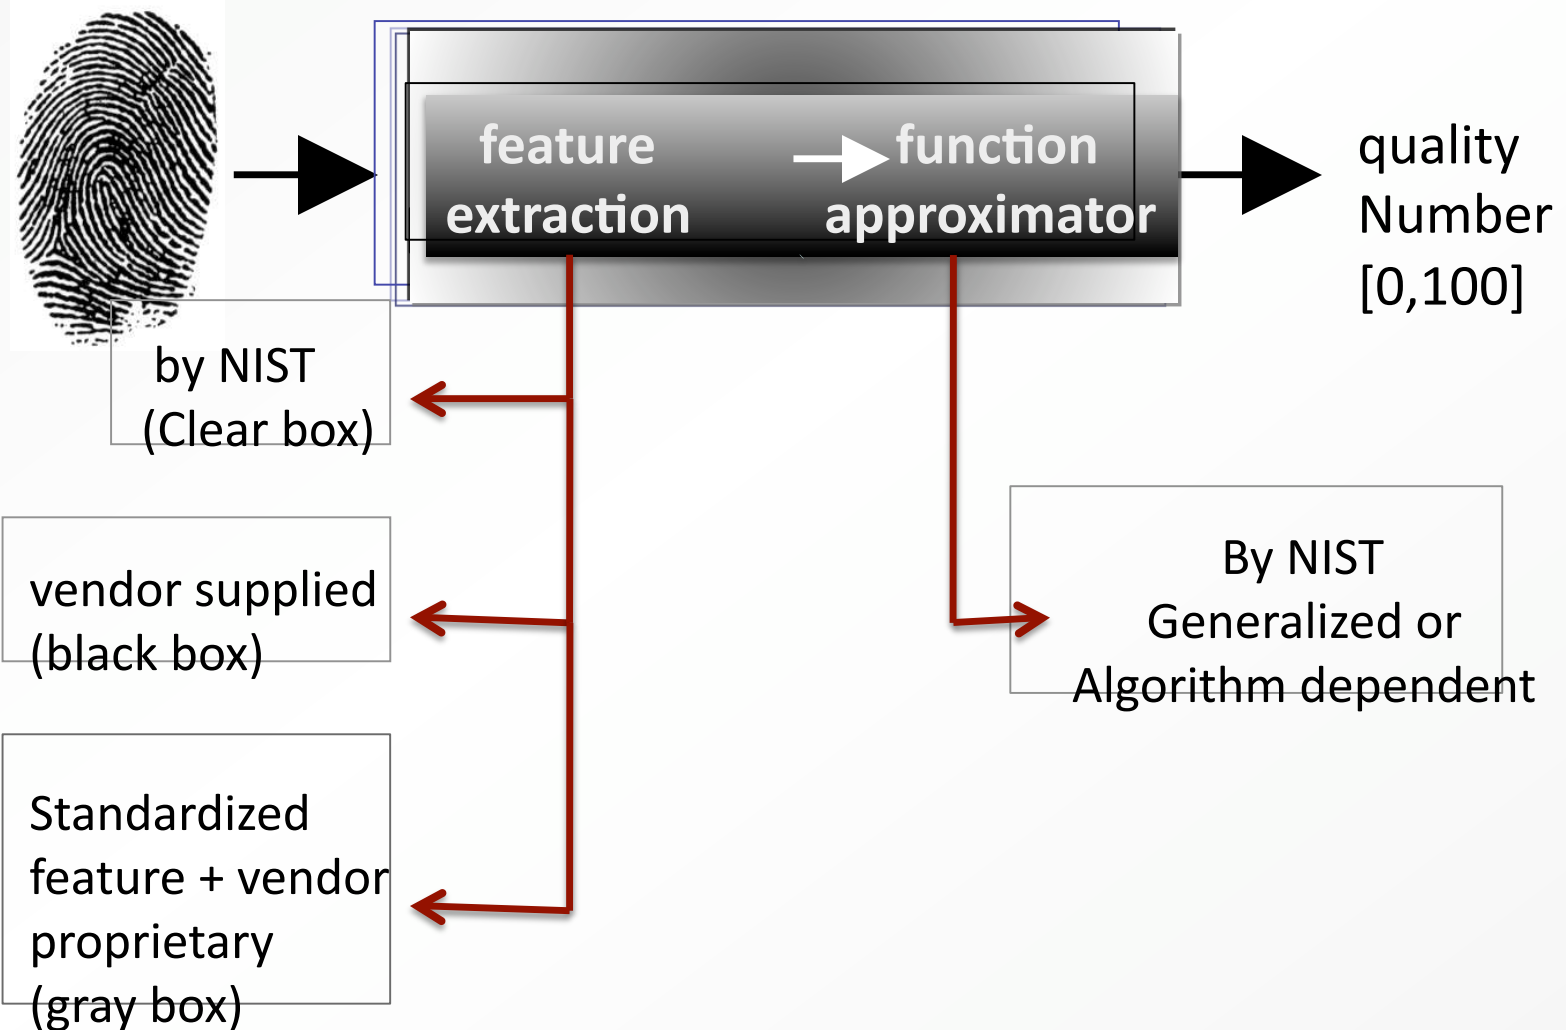 feature
extraction
function
approximator
quality
Number
[0,100]
by NIST
(Clear box)
vendor supplied
(black box)
Standardized
feature + vendor
proprietary
(gray box)
By NIST
Generalized or
Algorithm dependent